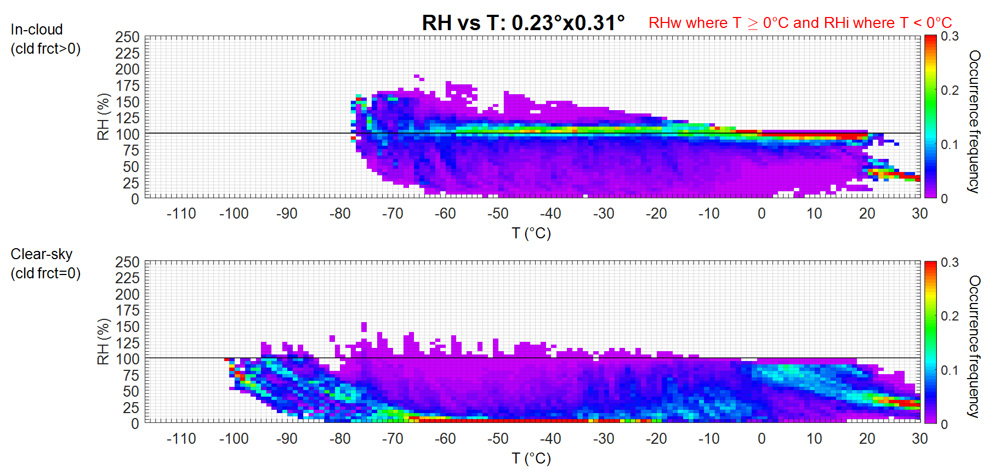 RH vs T: 0.23°x0.31°
RHw where T ≥ 0°C and RHi where T < 0°C
In-cloud
(cld frct>0)
250
225
200
175
150
125
100
75
50
25
0
RH (%)
-110 -100 -90 -80 -70 -60 -50 -40 -30 -20 -10 0 10 20 30
T (°C)
0.3
0.2
0.1
0
Occurrence frequency
Clear-sky
(cld frct=0)
250
225
200
175
150
125
100
75
50
25
0
RH (%)
-110 -100 -90 -80 -70 -60 -50 -40 -30 -20 -10 0 10 20 30
T (°C)
0.3
0.2
0.1
0
Occurrence frequency